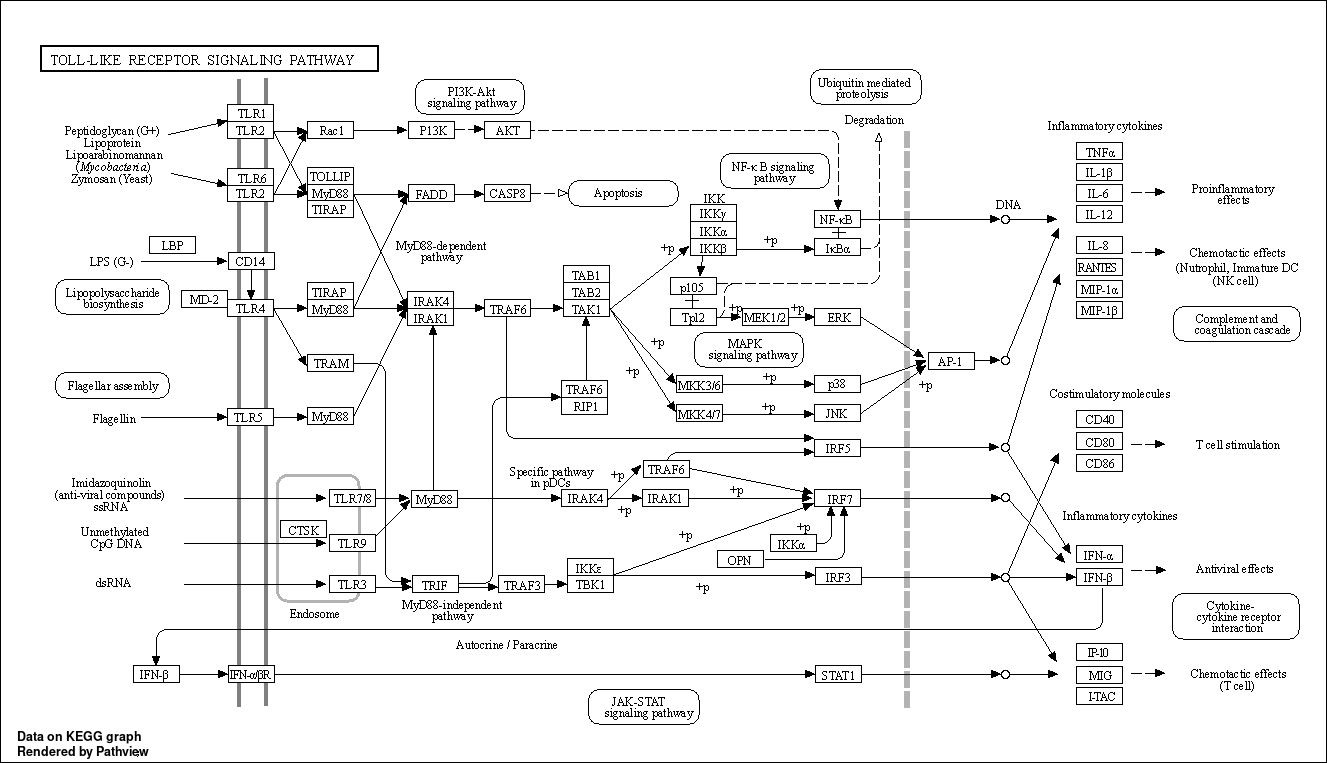 TOLL-LIKE RECEPTOR SIGNALING PATHWAY
PI3K-Akt
signaling pathway
Ubiquitin mediated
proteolysis
Degradation
TLR1
TLR2
Peptidoglycan (G+)
Lipoprotein
Lipoarabinomannan
(Mycobacteria)
Zymosan (Yeast)
Rac1
P13K
AKT
Inflammatory cytokines
TNFα
IL-1β
IL-6
IL-12
Proinflammatory
effects
TLR6
TLR2
TOLLIP
MyD88
TIRAP
FADD
CASP8
Apoptosis
NF-κB signaling
pathway
IKK
IKKγ
IKKα
IKKβ
+p
+p
NF-κB
+
IκBα
DNA
IL-8
RANTES
MIP-1α
MIP-1β
Chemotactic effects
(Nutrophil, Immature DC
(NK cell)
LBP
LPS (G-)
CD14
MyD88-dependent
pathway
Lipopolysaccharide
biosynthesis
MD-2
TLR4
TIRAP
MyD88
IRAK4
IRAK1
TRAF6
TAB1
TAB2
TAK1
p105
+
Tpl2
+p
MEK1/2
+p
ERK
Complement and
coagulation cascade
MAPK
signaling pathway
+p
+p
AP-1
+p
TRAM
Flagellar assembly
Flagellin
TLR5
MyD88
TRAF6
RIP1
MKK3/6
+p
p38
MKK4/7
+p
JNK
Costimulatory molecules
CD40
CD80
CD86
T cell stimulation
IRF5
Imidazoquinolin
(anti-viral compounds)
ssRNA
TLR7/8
MyD88
Specific pathway
in pDCs
IRAK4
+p
+p
TRAF6
IRAK1
+p
IRF7
Unmethylated
CpG DNA
CTSK
TLR9
+p
+p
IKKα
OPN
Inflammatory cytokines
IFN-α
IFN-β
Antiviral effects
dsRNA
TLR3
TRIF
TRAF3
IKKε
TBK1
+p
IRF3
Endosome
MyD88-independent
pathway
Cytokine-
cytokine receptor
interaction
Autocrine / Paracrine
IFN-β
IFN-α/βR
STAT1
IP-10
MIG
I-TAC
Chemotactic effects
(T cell)
JAK-STAT
signaling pathway
Data on KEGG graph
Rendered by Pathview